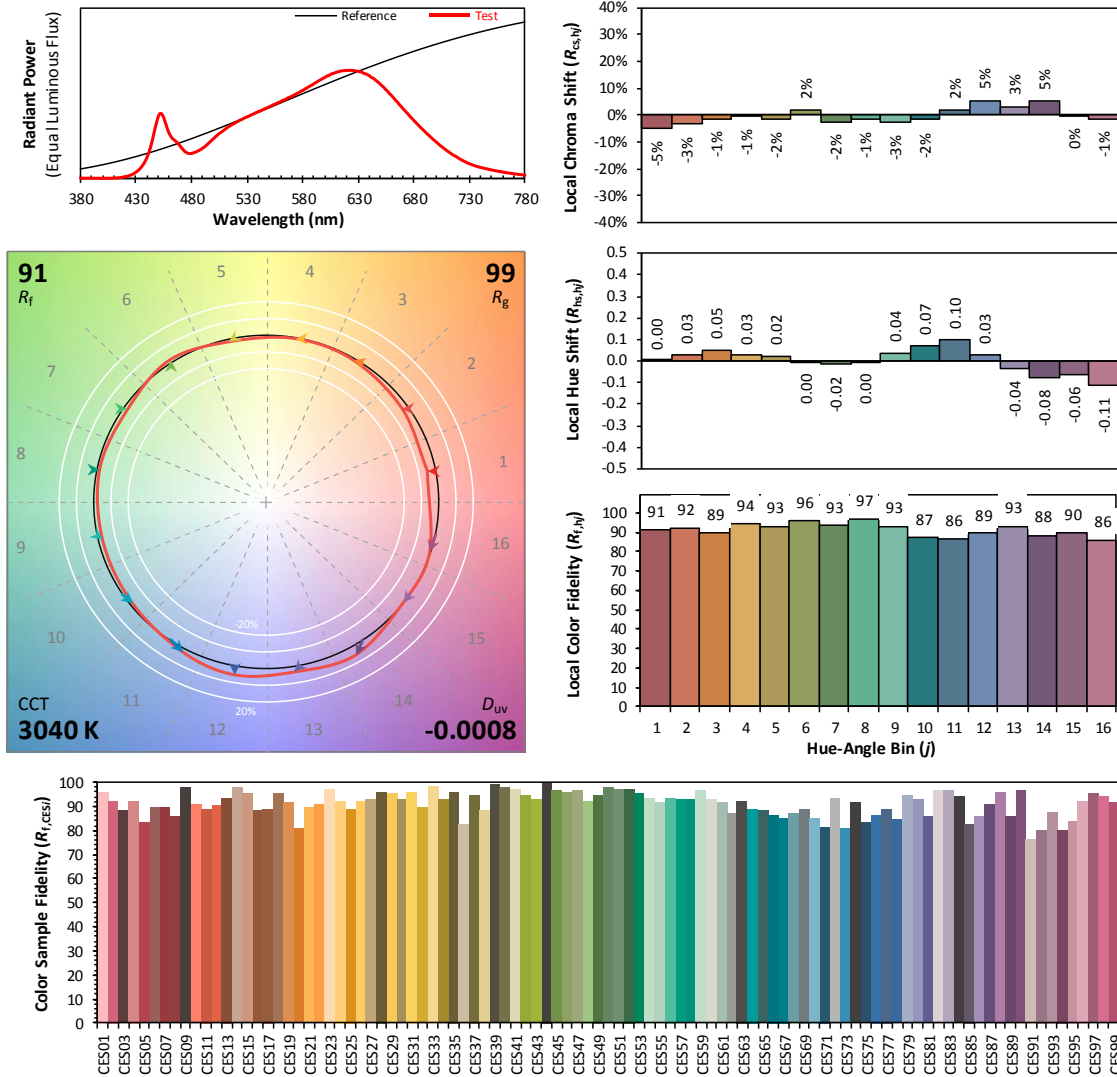 Radiant Power
(Equal Luminous Flux)
Reference
Test
380
430
480
530
580
630
680
730
780
Wavelength (nm)
Local Chroma Shift (Rcs,hj)
40%
30%
20%
10%
0%
-10%
-20%
-30%
-40%
-5%
-3%
-1%
-1%
-2%
2%
-2%
-1%
-3%
-2%
2%
5%
3%
5%
0%
-1%
91
Rf
99
Rg
5
4
6
3
7
2
8
1
9
16
10
15
11
14
12
13
-20%
20%
CCT
3040 K
Duv
-0.0008
Local Hue Shift (Rhs,hj)
0.5
0.4
0.3
0.2
0.1
0.0
-0.1
-0.2
-0.3
-0.4
-0.5
0.00
0.03
0.05
0.03
0.02
0.00
-0.02
0.00
0.04
0.07
0.10
0.03
-0.04
-0.08
-0.06
-0.11
Local Color Fidelity (Rf,hj)
100
90
80
70
60
50
40
30
20
10
0
91
92
89
94
93
96
93
97
93
87
86
89
93
88
90
86
1
2
3
4
5
6
7
8
9
10
11
12
13
14
15
16
Hue-Angle Bin (j)
Color Sample Fidelity (Rf,CESi)
100
90
80
70
60
50
40
30
20
10
0
CES01
CES03
CES05
CES07
CES09
CES11
CES13
CES15
CES17
CES19
CES21
CES23
CES25
CES27
CES29
CES31
CES33
CES35
CES37
CES39
CES41
CES43
CES45
CES47
CES49
CES51
CES53
CES55
CES57
CES59
CES61
CES63
CES65
CES67
CES69
CES71
CES73
CES75
CES77
CES79
CES81
CES83
CES85
CES87
CES89
CES91
CES93
CES95
CES97
CES99